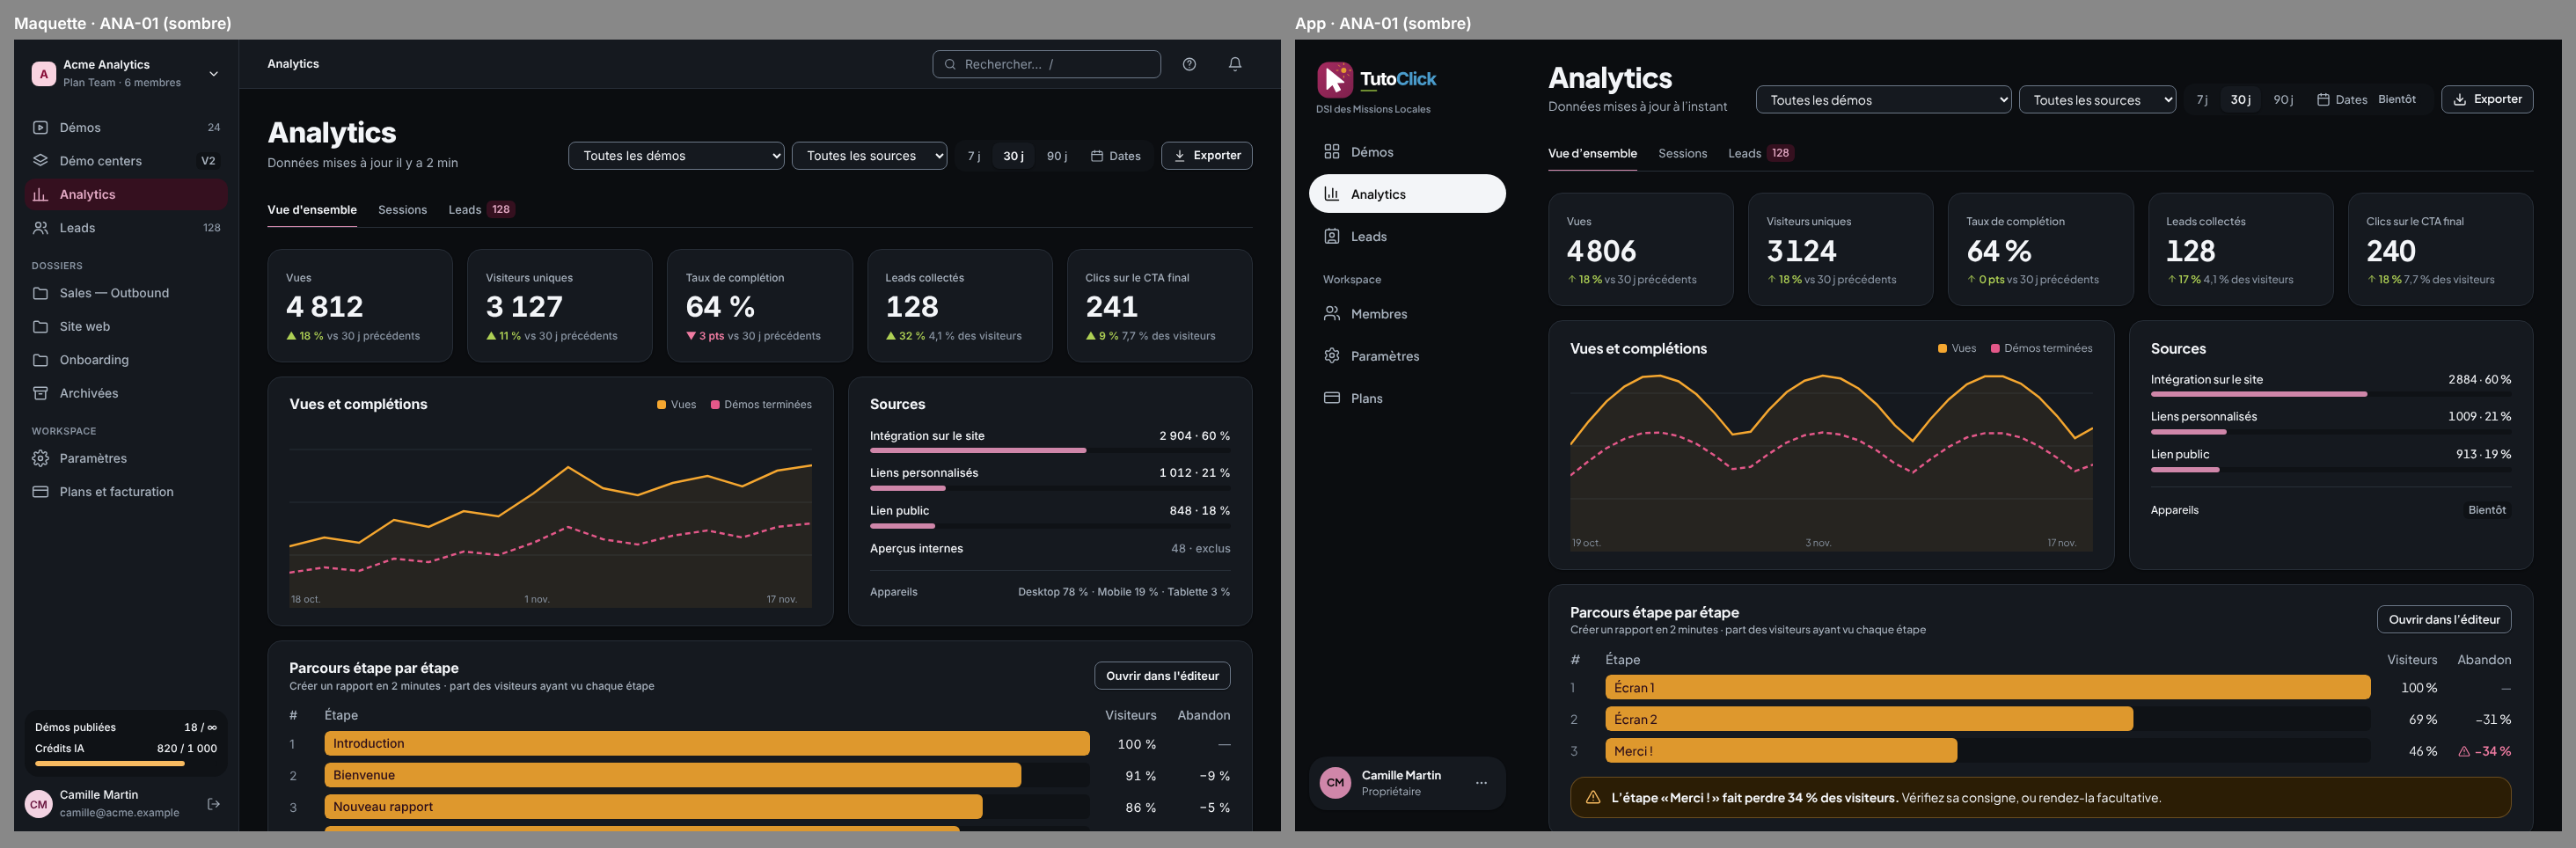 Maquette · ANA-01 (sombre)
A
Acme Analytics
Plan Team · 6 membres
Démos 24
Démo centers V2
Analytics
Leads 128
DOSSIERS
Sales — Outbound
Site web
Onboarding
Archivées
WORKSPACE
Paramètres
Plans et facturation
Démos publiées 18 / ∞
Crédits IA 820 / 1 000
CM
Camille Martin
camille@acme.example
Analytics
Rechercher... /
Analytics
Données mises à jour il y a 2 min
Toutes les démos
Toutes les sources
7 j 30 j 90 j Dates
Exporter
Vue d'ensemble Sessions Leads 128
Vues
4 812
▲ 18 % vs 30 j précédents
Visiteurs uniques
3 127
▲ 11 % vs 30 j précédents
Taux de complétion
64 %
▼ 3 pts vs 30 j précédents
Leads collectés
128
▲ 32 % 4,1 % des visiteurs
Clics sur le CTA final
241
▲ 9 % 7,7 % des visiteurs
Vues et complétions
Vues Démos terminées
18 oct. 1 nov. 17 nov.
Sources
Intégration sur le site 2 904 · 60 %
Liens personnalisés 1 012 · 21 %
Lien public 848 · 18 %
Aperçus internes 48 · exclus
Appareils Desktop 78 % · Mobile 19 % · Tablette 3 %
Parcours étape par étape
Créer un rapport en 2 minutes · part des visiteurs ayant vu chaque étape
Ouvrir dans l'éditeur
# Étape Visiteurs Abandon
1 Introduction 100 % —
2 Bienvenue 91 % −9 %
3 Nouveau rapport 86 % −5 %
App · ANA-01 (sombre)
TutoClick
DSI des Missions Locales
Démos
Analytics
Leads
Workspace
Membres
Paramètres
Plans
CM
Camille Martin
Propriétaire
...
Analytics
Données mises à jour à l’instant
Toutes les démos
Toutes les sources
7 j 30 j 90 j Dates Bientôt
Exporter
Vue d’ensemble Sessions Leads 128
Vues
4 806
↑ 18 % vs 30 j précédents
Visiteurs uniques
3 124
↑ 18 % vs 30 j précédents
Taux de complétion
64 %
↑ 0 pts vs 30 j précédents
Leads collectés
128
↑ 17 % 4,1 % des visiteurs
Clics sur le CTA final
240
↑ 18 % 7,7 % des visiteurs
Vues et complétions
Vues Démos terminées
19 oct. 3 nov. 17 nov.
Sources
Intégration sur le site 2 884 · 60 %
Liens personnalisés 1 009 · 21 %
Lien public 913 · 19 %
Appareils Bientôt
Parcours étape par étape
Créer un rapport en 2 minutes · part des visiteurs ayant vu chaque étape
Ouvrir dans l’éditeur
# Étape Visiteurs Abandon
1 Écran 1 100 % —
2 Écran 2 69 % −31 %
3 Merci ! 46 % −34 %
L’étape « Merci ! » fait perdre 34 % des visiteurs. Vérifiez sa consigne, ou rendez-la facultative.